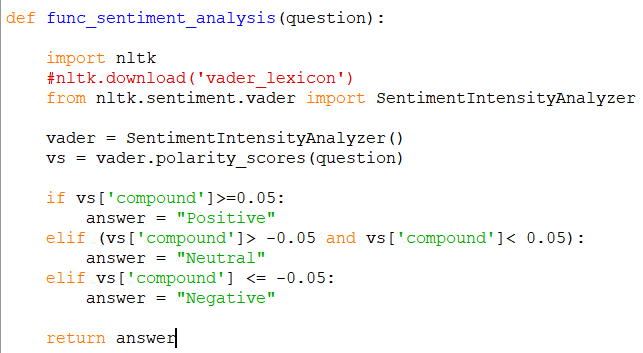 def func_sentiment_analysis(question):
    import nltk
    #nltk.download('vader_lexicon')
    from nltk.sentiment.vader import SentimentIntensityAnalyzer
    vader = SentimentIntensityAnalyzer()
    vs = vader.polarity_scores(question)
    if vs['compound']>=0.05:
        answer = "Positive"
    elif (vs['compound']> -0.05 and vs['compound']< 0.05):
        answer = "Neutral"
    elif vs['compound'] <= -0.05:
        answer = "Negative"
    return answer